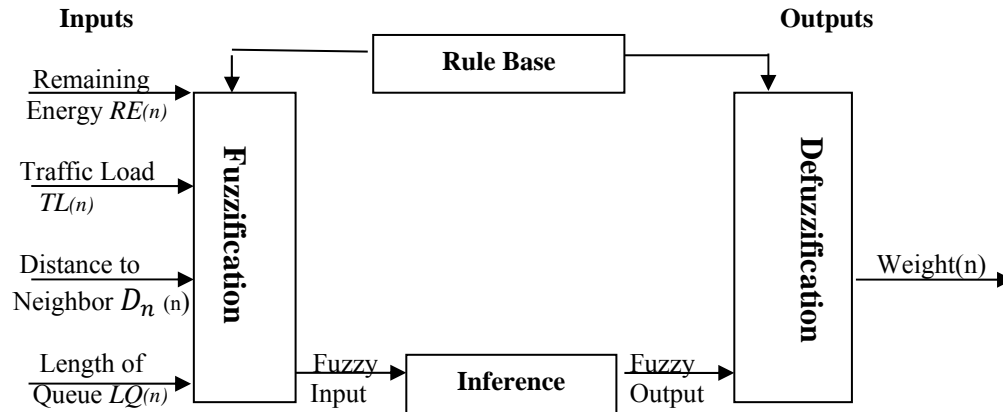 Inputs
Outputs
Rule Base
Remaining
Energy RE(n)
Traffic Load
TL(n)
Distance to
Neighbor Dn (n)
Length of
Queue LQ(n)
Fuzzification
Fuzzy
Input
Inference
Fuzzy
Output
Defuzzification
Weight(n)